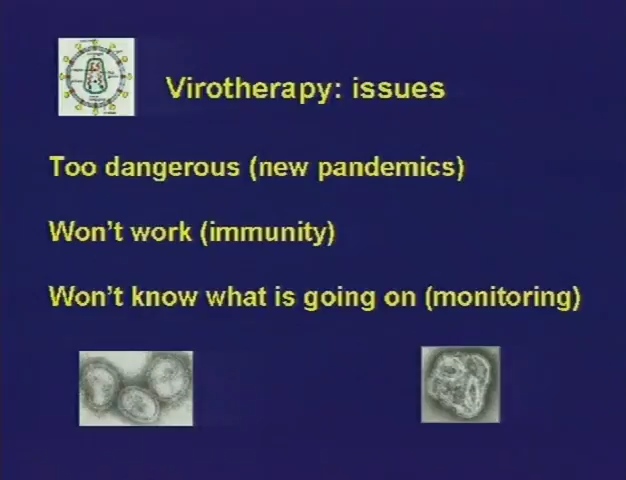 Virotherapy: issues
Too dangerous (new pandemics)
Won't work (immunity)
Won't know what is going on (monitoring)